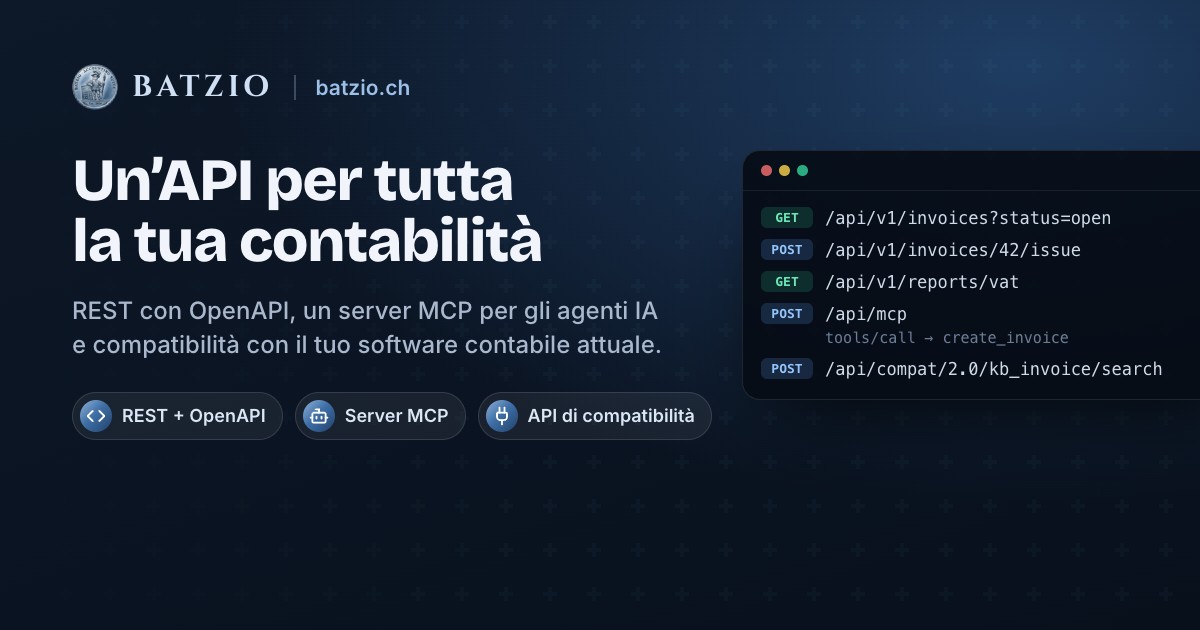 BATZIO
batzio.ch
Un’API per tutta
la tua contabilità
REST con OpenAPI, un server MCP per gli agenti IA
e compatibilità con il tuo software contabile attuale.
REST + OpenAPI
Server MCP
API di compatibilità
GET /api/v1/invoices?status=open
POST /api/v1/invoices/42/issue
GET /api/v1/reports/vat
POST /api/mcp
tools/call → create_invoice
POST /api/compat/2.0/kb_invoice/search